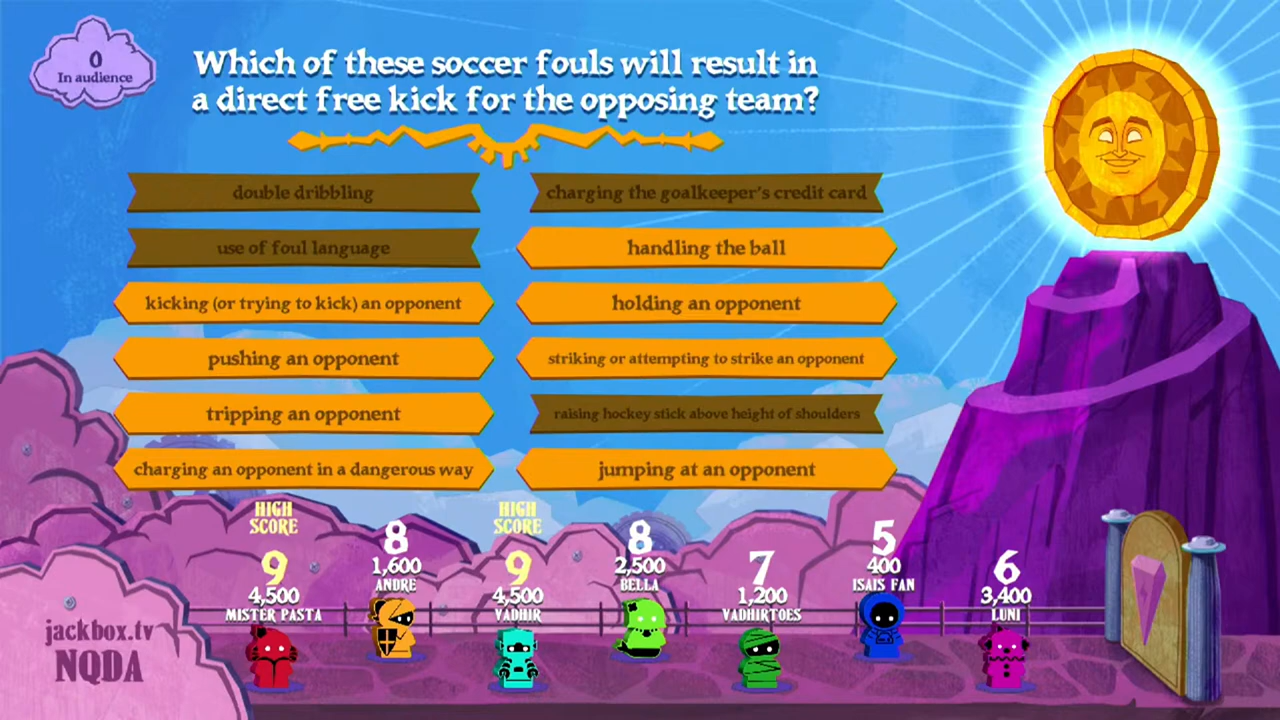 0
In audience
Which of these soccer fouls will result in
a direct free kick for the opposing team?
double dribbling
charging the goalkeeper's credit card
use of foul language
handling the ball
kicking (or trying to kick) an opponent
holding an opponent
pushing an opponent
striking or attempting to strike an opponent
tripping an opponent
raising hockey stick above height of shoulders
charging an opponent in a dangerous way
jumping at an opponent
HIGH
SCORE
9
4,500
MISTER PASTA
8
1,600
ANDRE
HIGH
SCORE
9
4,500
VADHIR
8
2,500
BELLA
7
1,200
VADHIRTOES
5
400
ISAIS FAN
6
3,400
LUNI
jackbox.tv
NQDA